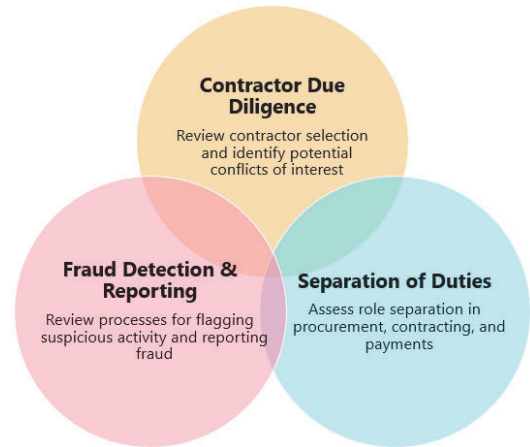 Contractor Due
Diligence
Review contractor selection
and identify potential
conflicts of interest
Fraud Detection &
Reporting
Review processes for flagging
suspicious activity and reporting
fraud
Separation of Duties
Assess role separation in
procurement, contracting, and
payments